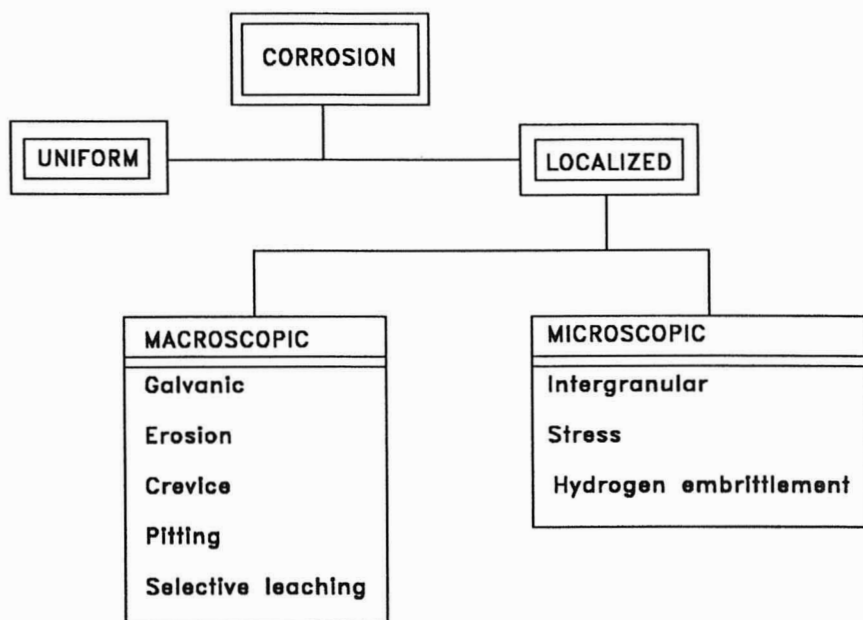 CORROSION
UNIFORM
LOCALIZED
MACROSCOPIC
Galvanic
Erosion
Crevice
Pitting
Selective leaching
MICROSCOPIC
Intergranular
Stress
Hydrogen embrittlement